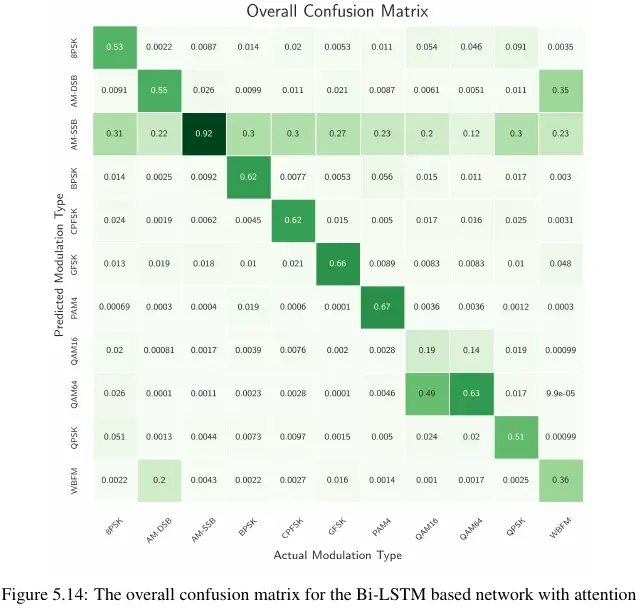 Overall Confusion Matrix
Predicted Modulation Type
8PSK 0.53 0.0022 0.0087 0.014 0.02 0.0053 0.011 0.054 0.046 0.091 0.0035
AM-DSB 0.0091 0.55 0.026 0.0099 0.011 0.021 0.0087 0.0061 0.0051 0.011 0.35
AM-SSB 0.31 0.22 0.92 0.3 0.3 0.27 0.23 0.2 0.12 0.3 0.23
BPSK 0.014 0.0025 0.0092 0.62 0.0077 0.0053 0.056 0.015 0.011 0.017 0.003
CPFSK 0.024 0.0019 0.0062 0.0045 0.62 0.015 0.005 0.017 0.016 0.025 0.0031
GFSK 0.013 0.019 0.018 0.01 0.021 0.66 0.0089 0.0083 0.0083 0.01 0.048
PAM4 0.00069 0.0003 0.0004 0.019 0.0006 0.0001 0.67 0.0036 0.0036 0.0012 0.0003
QAM16 0.02 0.00081 0.0017 0.0039 0.0076 0.002 0.0028 0.19 0.14 0.019 0.00099
QAM64 0.026 0.0001 0.0011 0.0023 0.0028 0.0001 0.0046 0.49 0.63 0.017 9.9e-05
QPSK 0.051 0.0013 0.0044 0.0073 0.0097 0.0015 0.005 0.024 0.02 0.51 0.00099
WBFM 0.0022 0.2 0.0043 0.0022 0.0027 0.016 0.0014 0.001 0.0017 0.0025 0.36
8PSK AM-DSB AM-SSB BPSK CPFSK GFSK PAM4 QAM16 QAM64 QPSK WBFM
Actual Modulation Type
Figure 5.14: The overall confusion matrix for the Bi-LSTM based network with attention